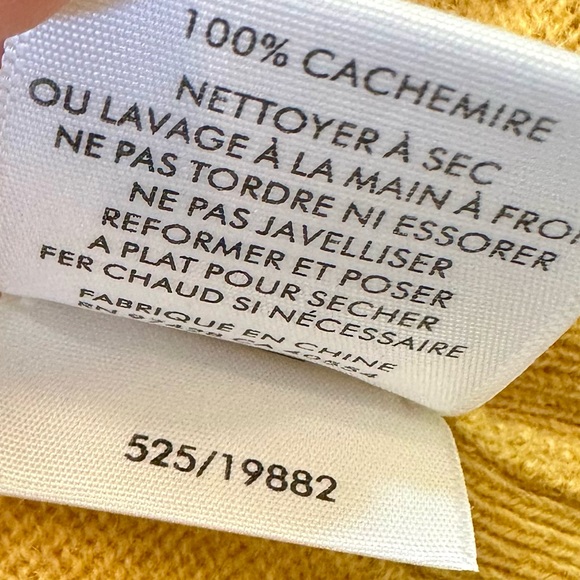 100% CACHEMIRE
NETTOYER À SEC
OU LAVAGE À LA MAIN À FROI
NE PAS TORDRE NI ESSORER
NE PAS JAVELLISER
REFORMER ET POSER
A PLAT POUR SECHER
FER CHAUD SI NÉCESSAIRE
FABRIQUE EN CHINE
525/19882